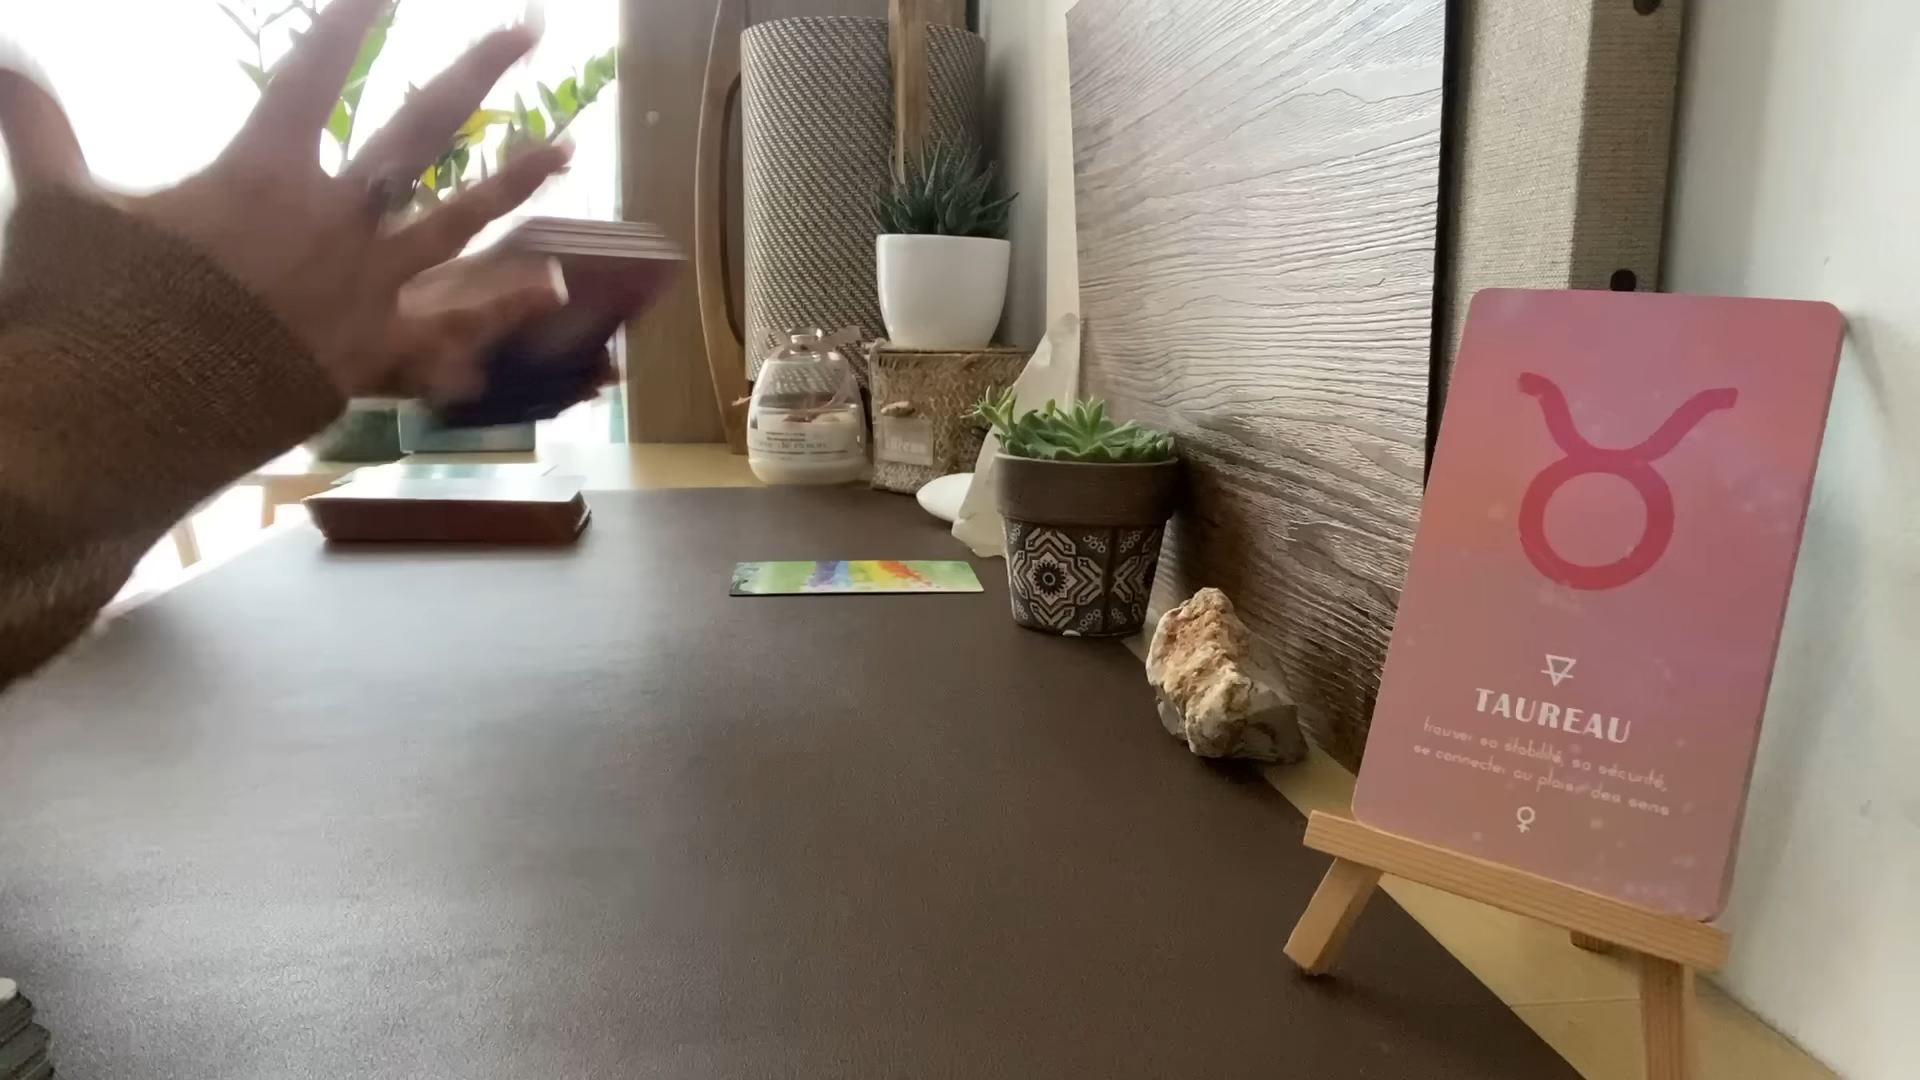 TAUREAU
trouver sa stabilité, sa sécurité,
se connecter au plaisir des sens